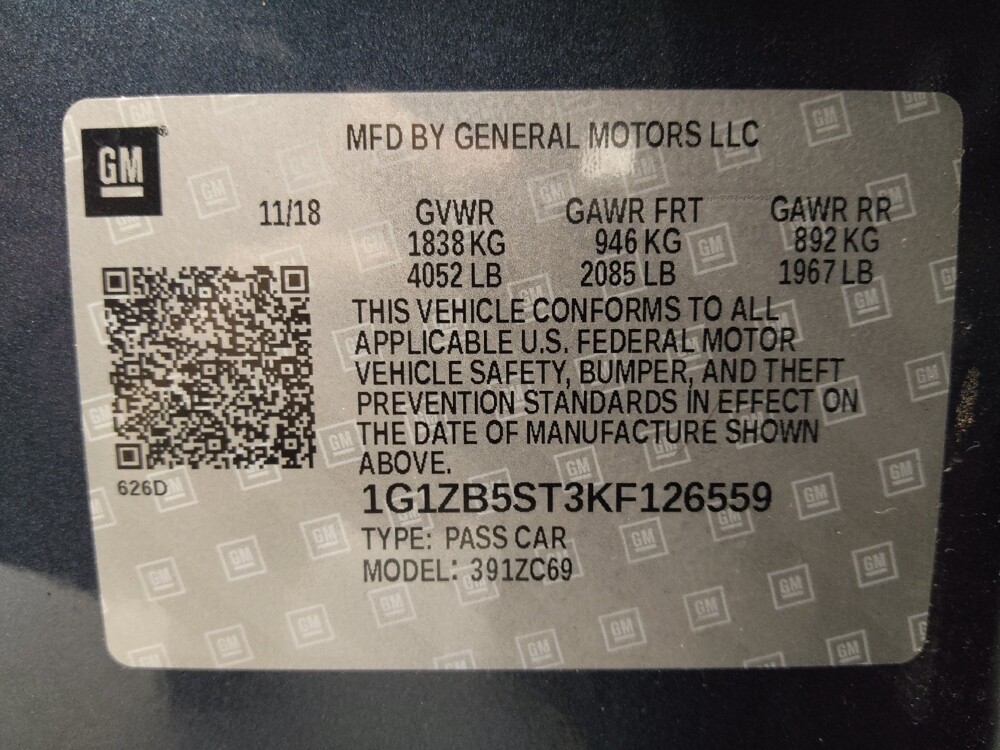 GM
MFD BY GENERAL MOTORS LLC
11/18 GVWR GAWR FRT GAWR RR
1838 KG 946 KG 892 KG
4052 LB 2085 LB 1967 LB
THIS VEHICLE CONFORMS TO ALL
APPLICABLE U.S. FEDERAL MOTOR
VEHICLE SAFETY, BUMPER, AND THEFT
PREVENTION STANDARDS IN EFFECT ON
THE DATE OF MANUFACTURE SHOWN
ABOVE.
626D
1G1ZB5ST3KF126559
TYPE: PASS CAR
MODEL: 391ZC69